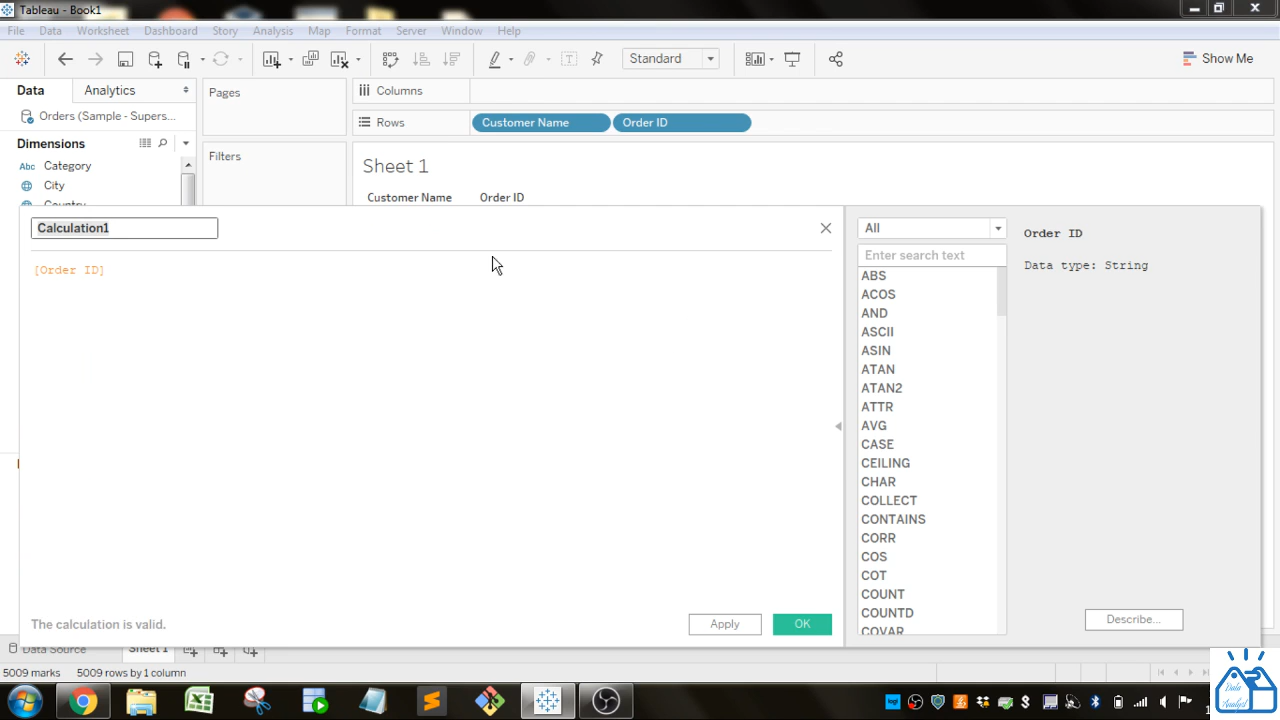 Tableau - Book1
File Data Worksheet Dashboard Story Analysis Map Format Server Window Help
Standard
Show Me
Data Analytics
Pages
Columns
Orders (Sample - Supers...
Rows Customer Name Order ID
Dimensions
Filters
Abc Category
Sheet 1
City
Country
Customer Name Order ID
Calculation1
All
Order ID
Enter search text
[Order ID]
Data type: String
ABS
ACOS
AND
ASCII
ASIN
ATAN
ATAN2
ATTR
AVG
CASE
CEILING
CHAR
COLLECT
CONTAINS
CORR
COS
COT
COUNT
COUNTD
COVAR
The calculation is valid.
Apply
OK
Describe...
Data Source
Sheet 1
5009 marks 5009 rows by 1 column
Data
Analyst